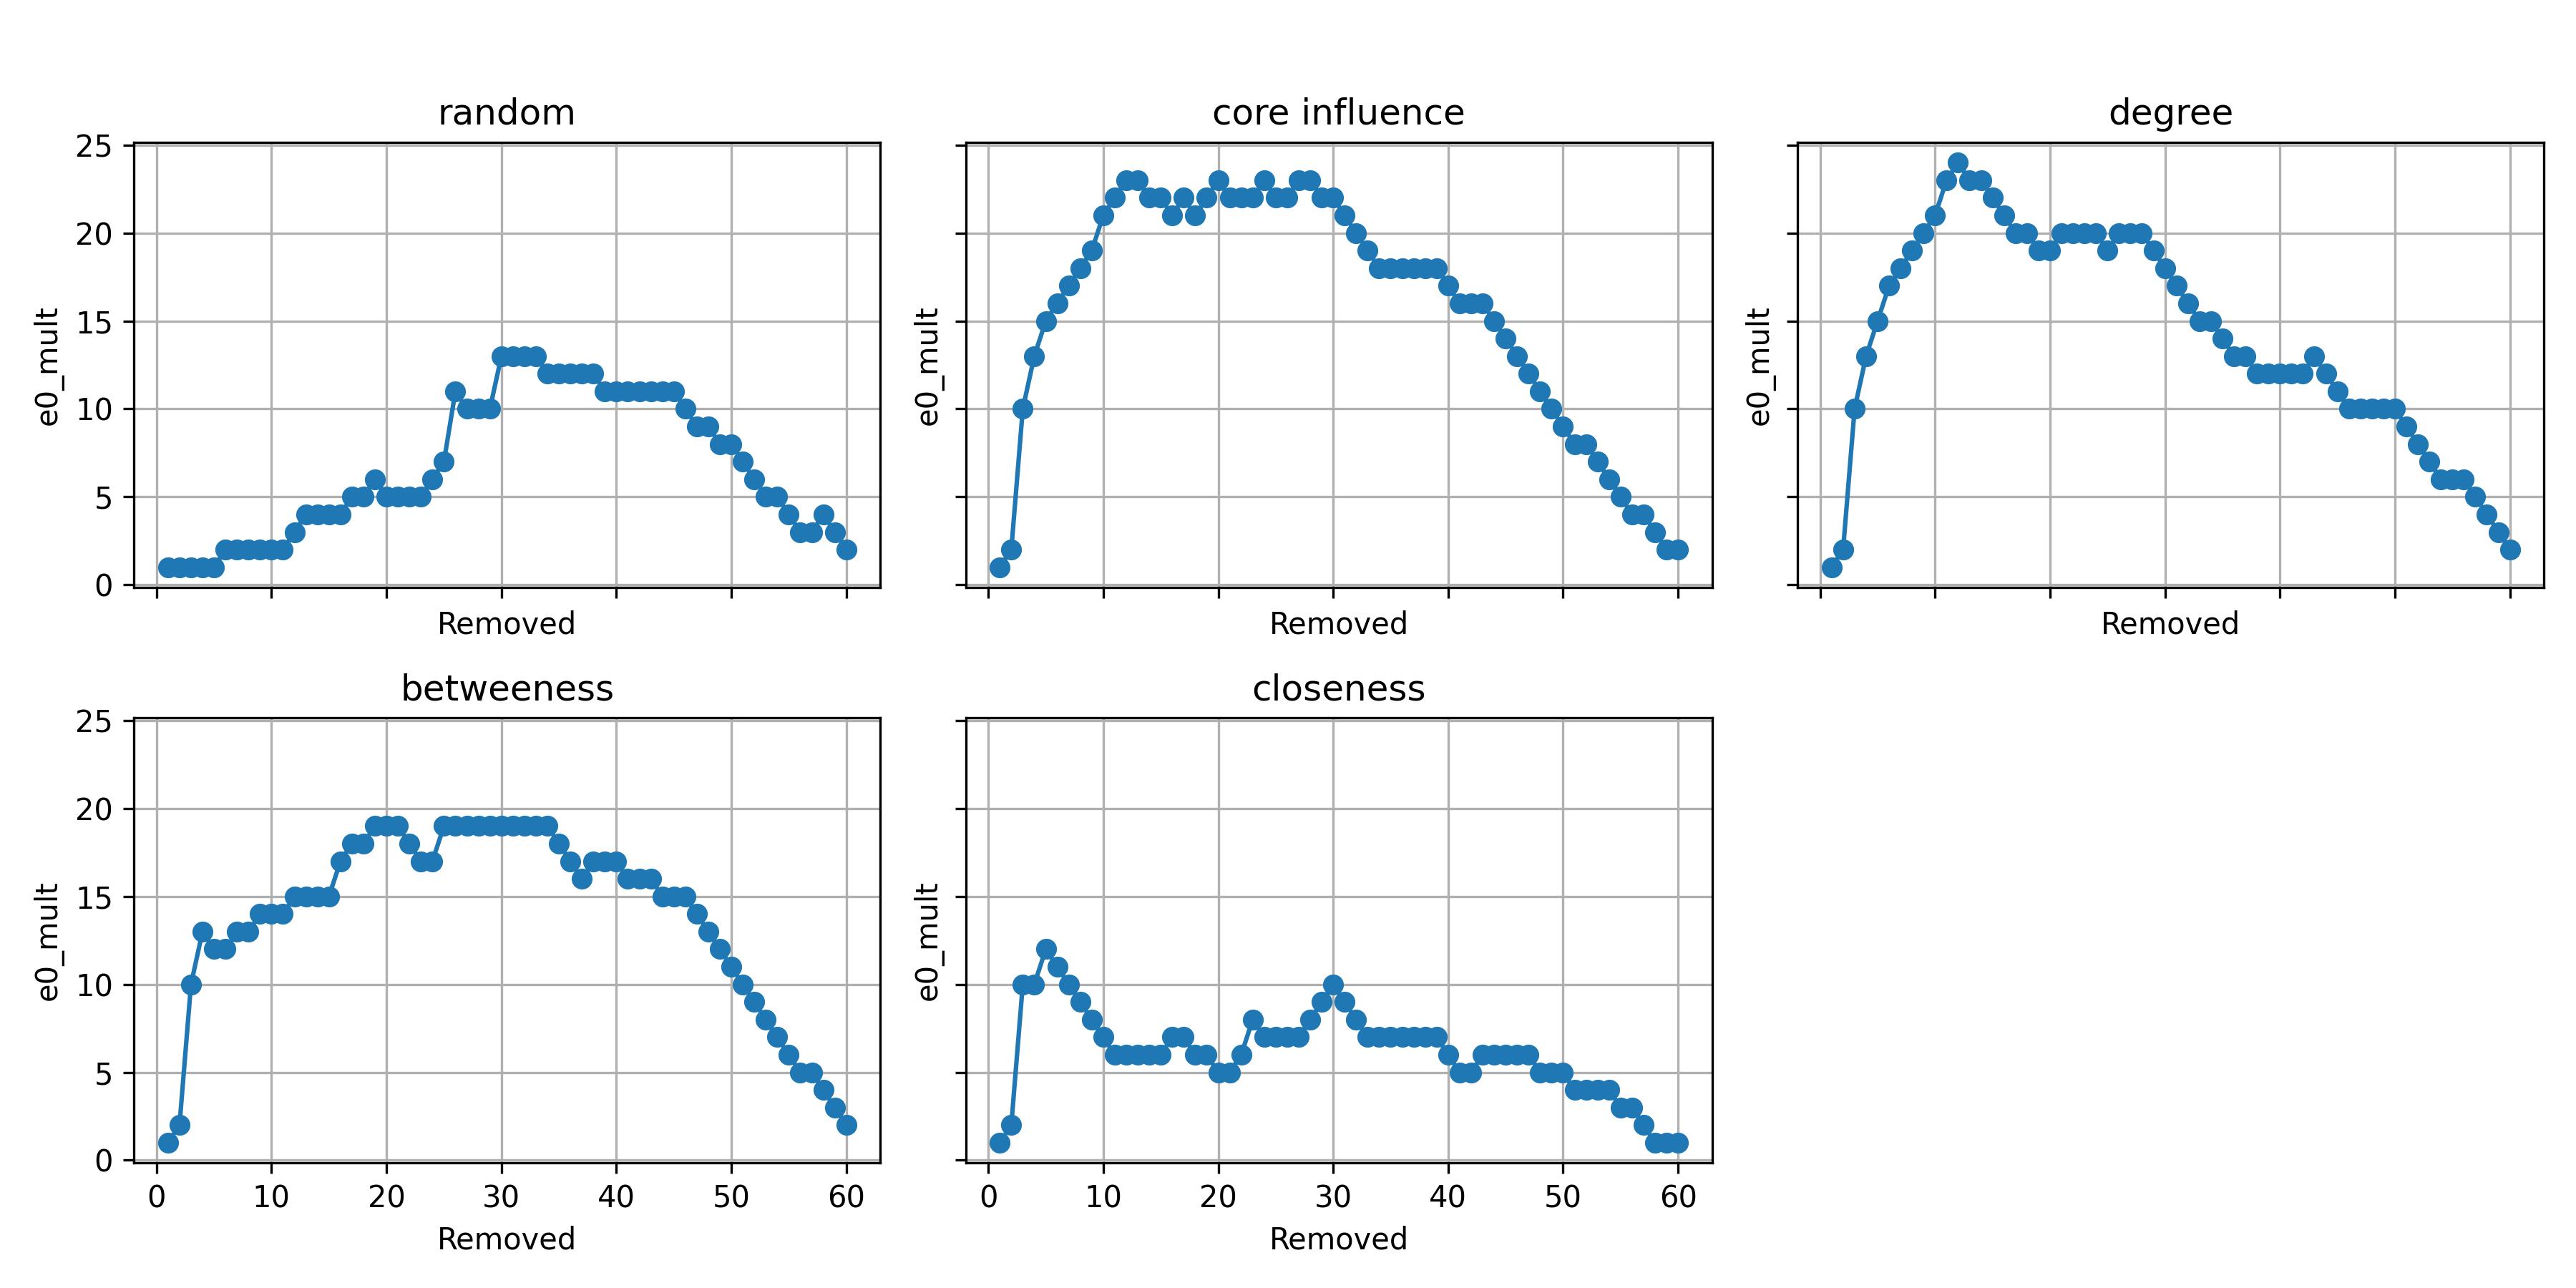 random
core influence
degree
25
20
15
10
5
0
e0_mult
e0_mult
e0_mult
Removed
Removed
Removed
betweeness
closeness
25
20
15
10
5
0
e0_mult
e0_mult
0 10 20 30 40 50 60
0 10 20 30 40 50 60
Removed
Removed